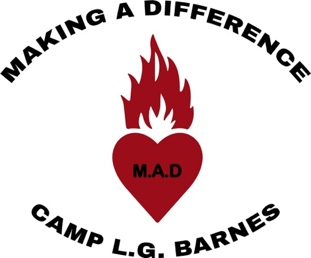 MAKING A DIFFERENCE
M.A.D
CAMP L.G. BARNES